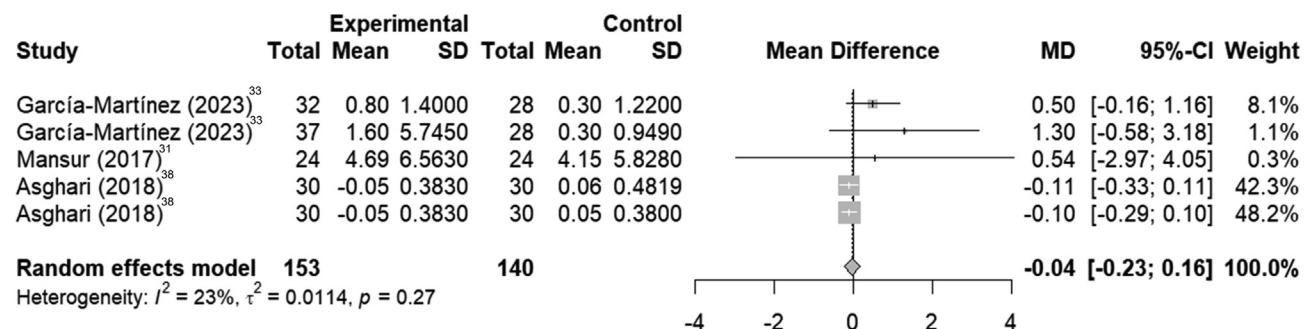 Experimental Control
Study Total Mean SD Total Mean SD Mean Difference MD 95%-CI Weight
García-Martínez (2023)33 32 0.80 1.4000 28 0.30 1.2200 0.50 [-0.16; 1.16] 8.1%
García-Martínez (2023)33 37 1.60 5.7450 28 0.30 0.9490 1.30 [-0.58; 3.18] 1.1%
Mansur (2017)31 24 4.69 6.5630 24 4.15 5.8280 0.54 [-2.97; 4.05] 0.3%
Asghari (2018)38 30 -0.05 0.3830 30 0.06 0.4819 -0.11 [-0.33; 0.11] 42.3%
Asghari (2018)38 30 -0.05 0.3830 30 0.05 0.3800 -0.10 [-0.29; 0.10] 48.2%
Random effects model 153 140 -0.04 [-0.23; 0.16] 100.0%
Heterogeneity: I2 = 23%, τ2 = 0.0114, p = 0.27
-4 -2 0 2 4